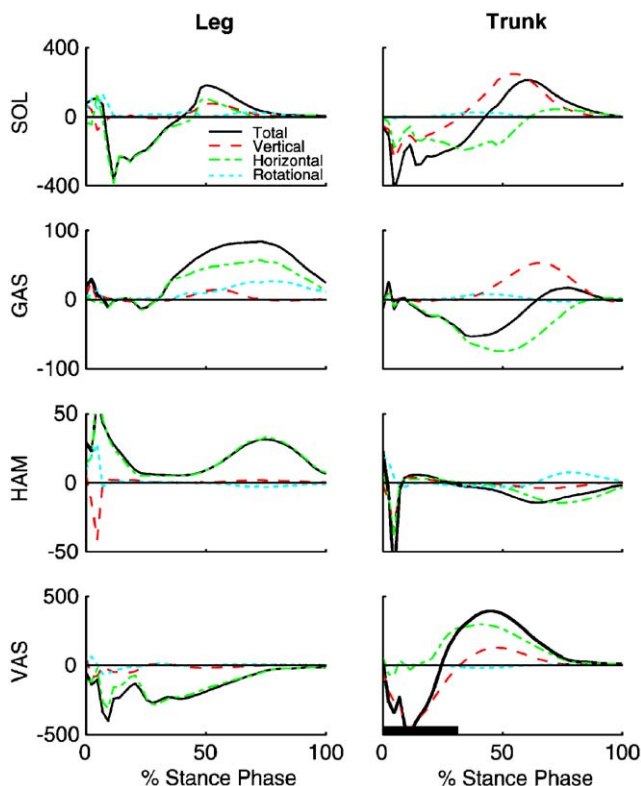 Leg
Trunk
SOL
400
0
-400
Total
Vertical
Horizontal
Rotational
GAS
100
0
-100
HAM
50
0
-50
VAS
500
0
-500
0
50
100
0
50
100
% Stance Phase
% Stance Phase